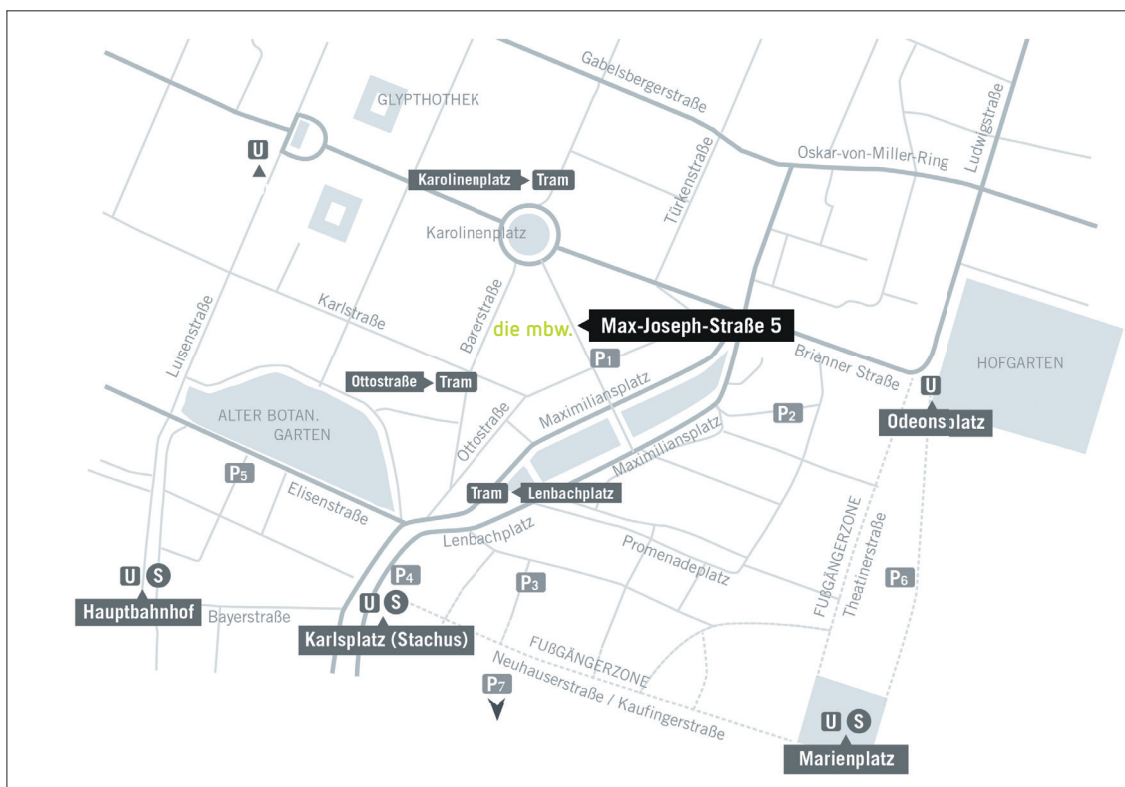 Gabelsbergerstraße
Ludwigstraße
GLYPTHOTHEK
U
Oskar-von-Miller-Ring
Türkenstraße
Karolinenplatz
Tram
Karolinenplatz
Karlstraße
Barerstraße
Luisenstraße
die mbw.
Max-Joseph-Straße 5
P1
Brienner Straße
HOFGARTEN
Ottostraße
Tram
Maximiliansplatz
U
Odeonsplatz
ALTER BOTAN.
GARTEN
Ottostraße
P2
Maximiliansplatz
P5
Elisenstraße
Tram
Lenbachplatz
Lenbachplatz
Promenadeplatz
FUßGÄNGERZONE
Theatinerstraße
U S
Hauptbahnhof
P4
P3
P6
Bayerstraße
U S
Karlsplatz (Stachus)
FUßGÄNGERZONE
Neuhauserstraße / Kaufingerstraße
P7
U S
Marienplatz